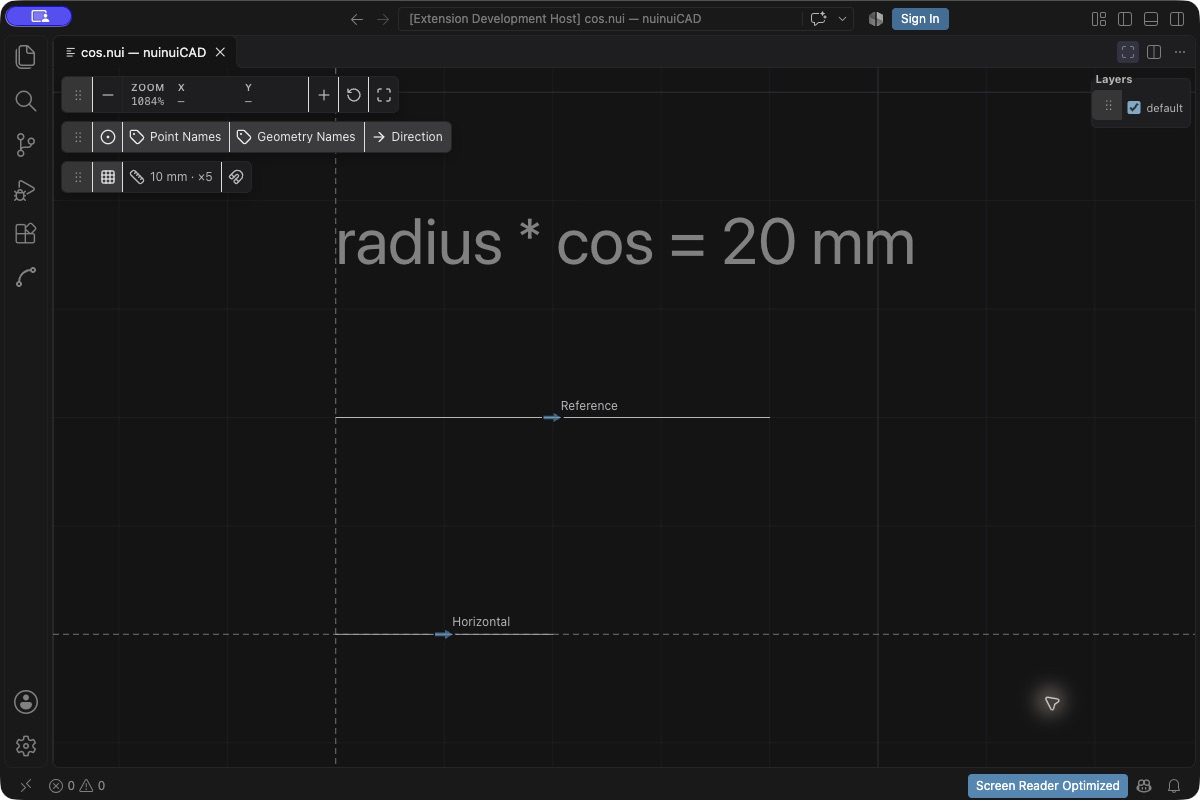 [Extension Development Host] cos.nui — nuinuiCAD
Sign In
cos.nui — nuinuiCAD
ZOOM X Y
1084% – –
Layers
default
Point Names
Geometry Names
Direction
10 mm · ×5
radius * cos = 20 mm
Reference
Horizontal
0 0
Screen Reader Optimized